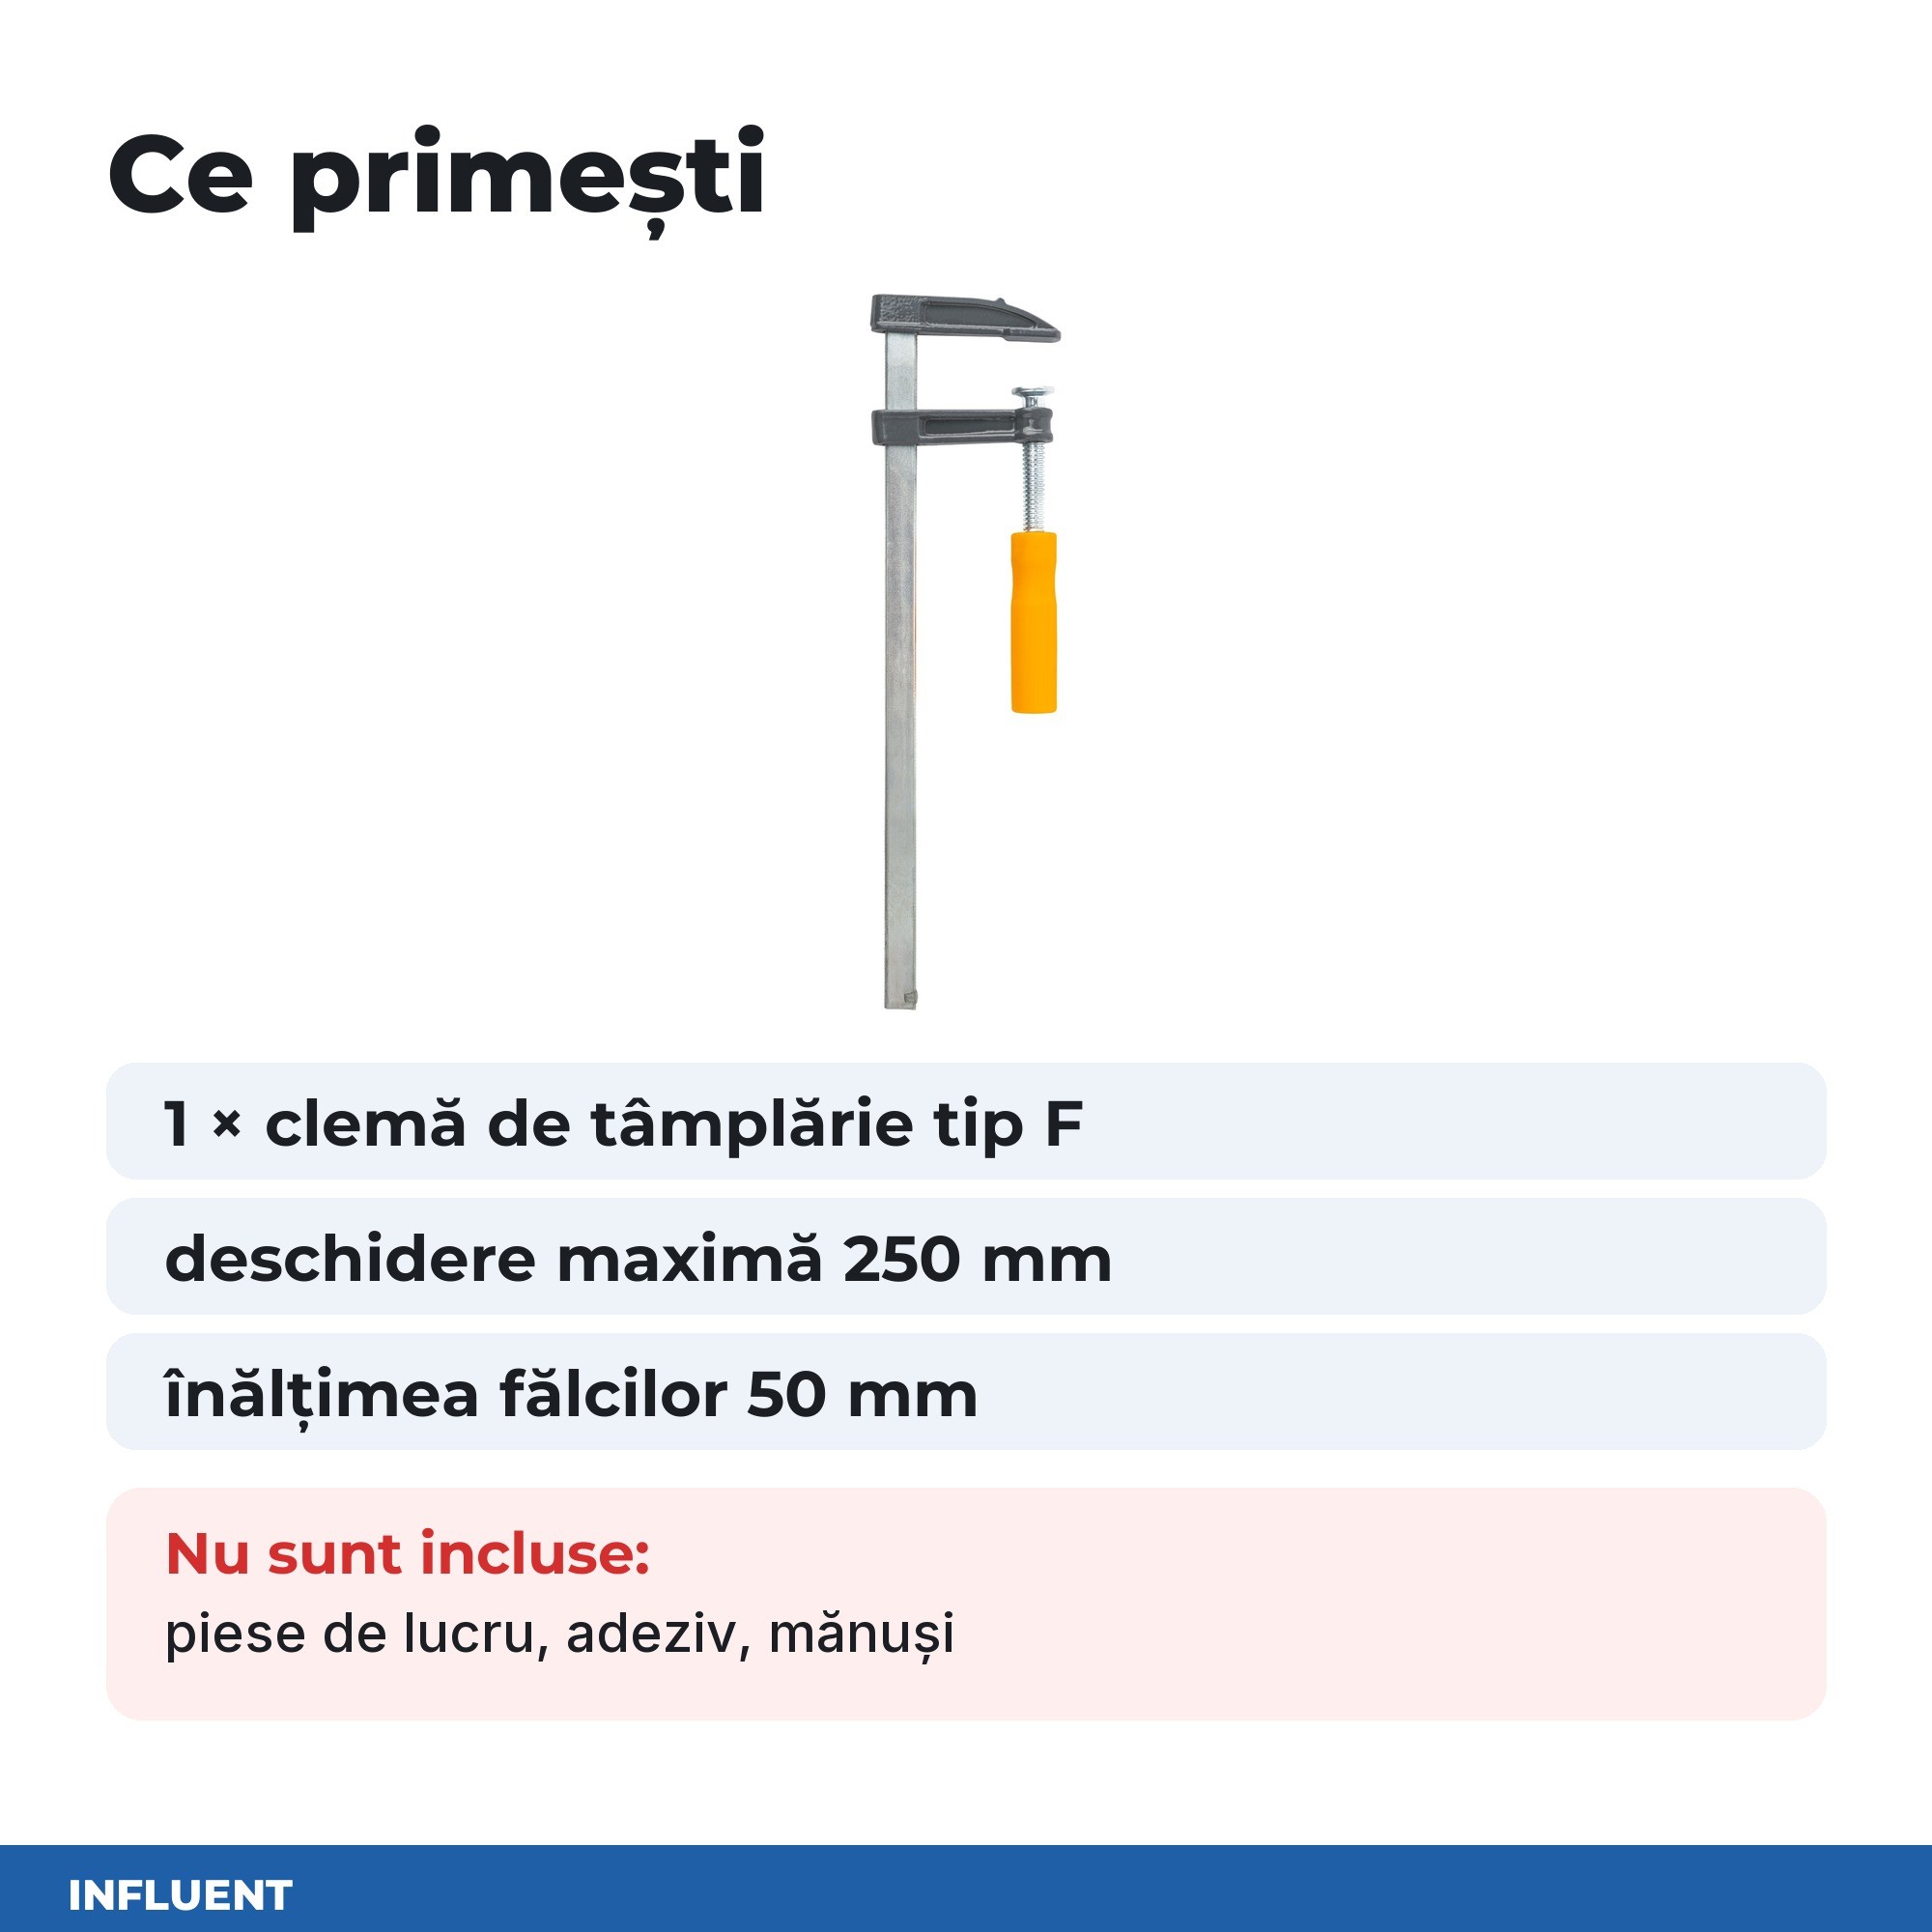 Ce primești
1 × clemă de tâmplărie tip F
deschidere maximă 250 mm
înălțimea fălcilor 50 mm
Nu sunt incluse:
piese de lucru, adeziv, mănuși
INFLUENT